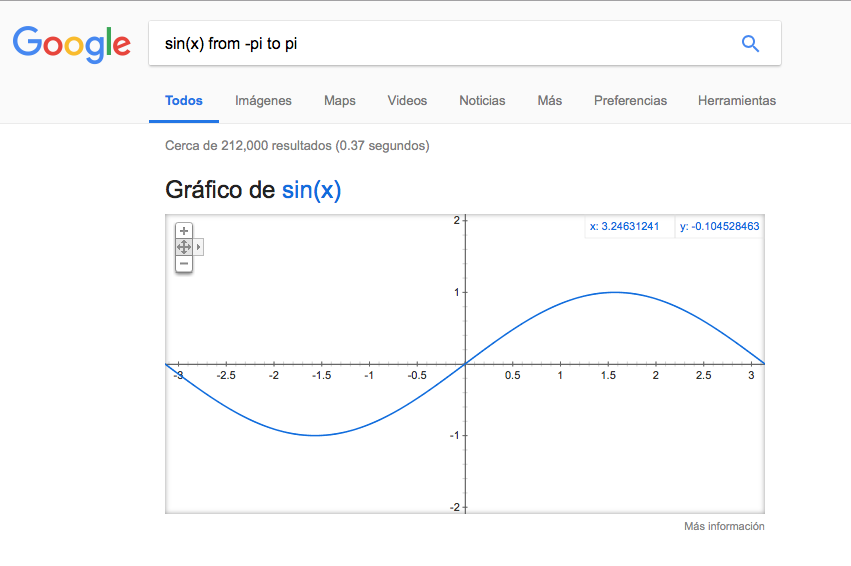 Google
sin(x) from -pi to pi
Todos Imágenes Maps Videos Noticias Más Preferencias Herramientas
Cerca de 212,000 resultados (0.37 segundos)
Gráfico de sin(x)
2 x: 3.24631241 y: -0.104528463
1
-3 -2.5 -2 -1.5 -1 -0.5 0.5 1 1.5 2 2.5 3
-1
-2
Más información